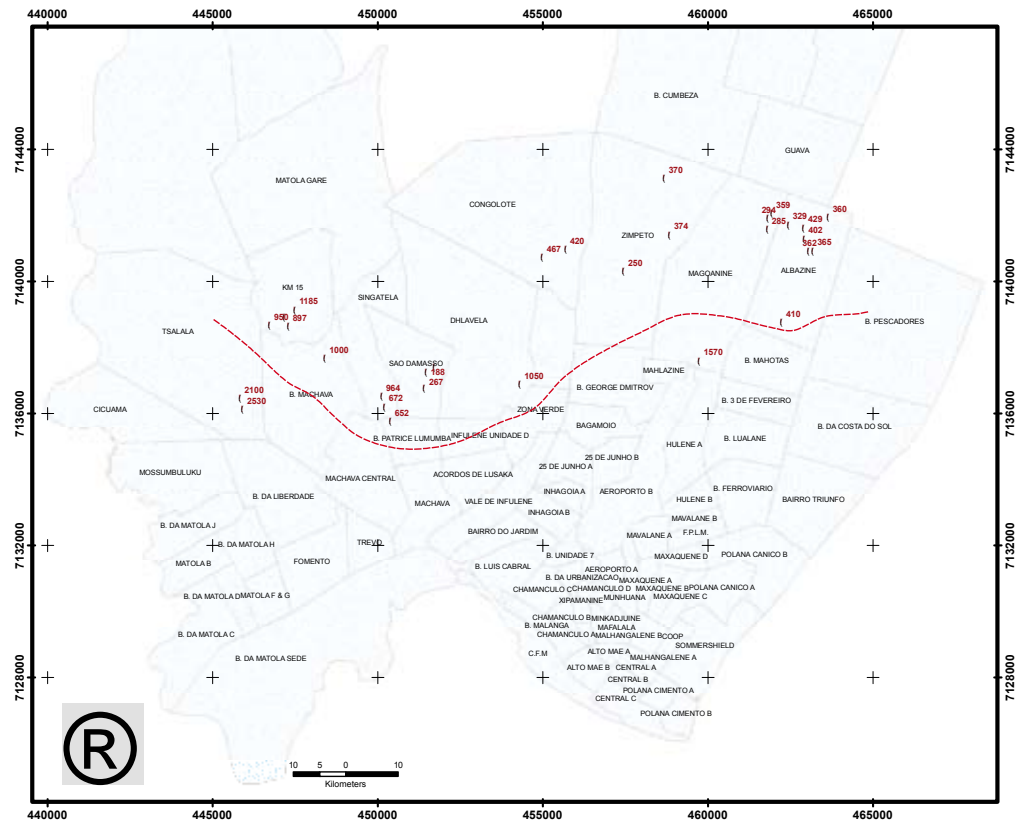 440000 445000 450000 455000 460000 465000
B. CUMBEZA
7144000 GUAVA 7144000
370
MATOLA GARE
CONGOLOTE
359 360
294 329 429
285 402
374
ZIMPETO
362 365
420
467
250
MAGOANINE ALBAZINE
7140000 7140000
KM 15
SINGATELA
1185
950 897
DHLAVELA
410
B. PESCADORES
TSALALA
1000
1570
B. MAHOTAS
SAO DAMASSO
188
MAHLAZINE
1050
267
B. GEORGE DMITROV
2100
964
B. MACHAVA
2530
672
B. 3 DE FEVEREIRO
CICUAMA
ZONA VERDE
7136000 7136000
652
BAGAMOIO
B. DA COSTA DO SOL
B. PATRICE LUMUMBA INFULENE UNIDADE D
B. LUALANE
HULENE A
25 DE JUNHO B
25 DE JUNHO A
MOSSUMBULUKU
MACHAVA CENTRAL ACORDOS DE LUSAKA
INHAGOIA A AEROPORTO B
B. FERROVIARIO
B. DA LIBERDADE
HULENE B BAIRRO TRIUNFO
MACHAVA VALE DE INFULENE
INHAGOIA B
MAVALANE B
B. DA MATOLA J
BAIRRO DO JARDIM
MAVALANE A F.P.L.M.
B. DA MATOLA H TREVO
7132000 7132000
B. UNIDADE 7
MAXAQUENE D POLANA CANICO B
MATOLA B FOMENTO
B. LUIS CABRAL
AEROPORTO A
B. DA URBANIZACAO MAXAQUENE A
CHAMANCULO C CHAMANCULO D MAXAQUENE B POLANA CANICO A
B. DA MATOLA D MATOLA F & G
XIPAMANINE MUNHUANA MAXAQUENE C
CHAMANCULO B MINKADJUINE
B. MALANGA MAFALALA
B. DA MATOLA C
CHAMANCULO A MALHANGALENE B COOP
SOMMERSHIELD
C.F.M ALTO MAE A
MALHANGALENE A
B. DA MATOLA SEDE
ALTO MAE B CENTRAL A
CENTRAL B
7128000 7128000
POLANA CIMENTO A
CENTRAL C
POLANA CIMENTO B
R
10 5 0 10
Kilometers
440000 445000 450000 455000 460000 465000